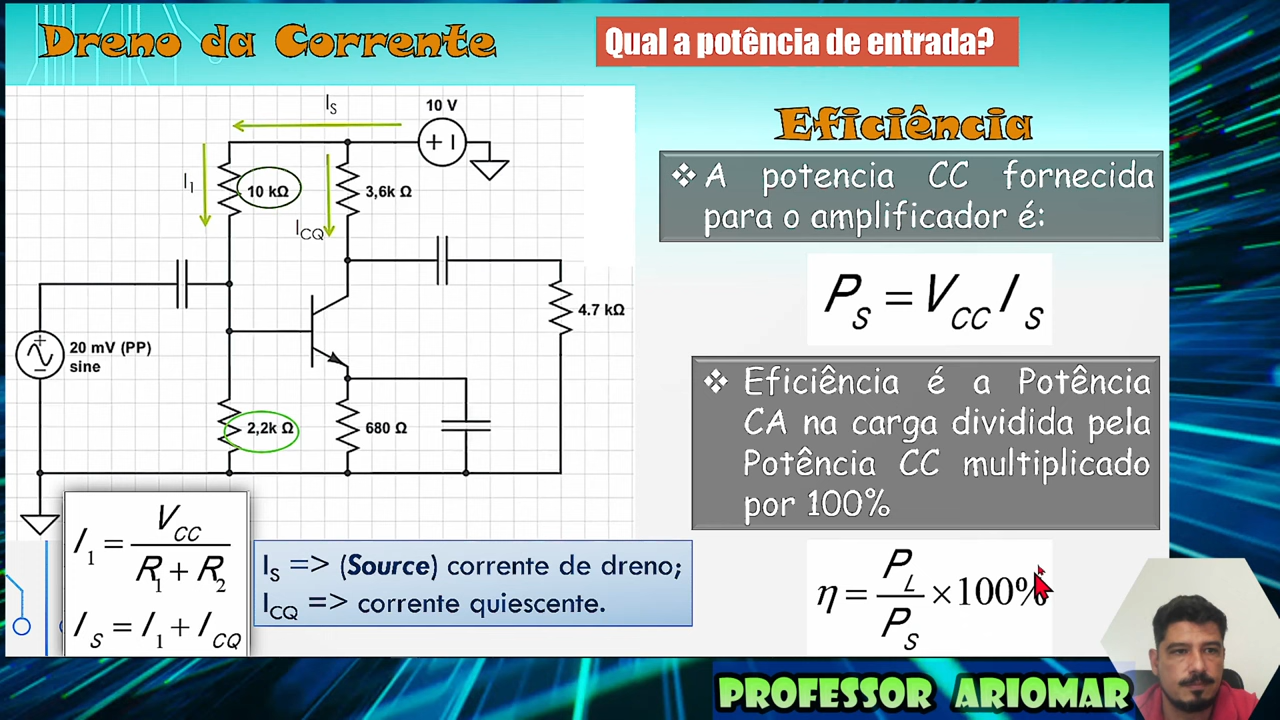 Dreno da Corrente
Qual a potência de entrada?
I_S
10 V
Eficiência
I_1
10 kΩ
3,6k Ω
I_CQ
❖ A potencia CC fornecida
para o amplificador é:
P_S = V_CC I_S
4.7 kΩ
20 mV (PP)
sine
❖ Eficiência é a Potência
CA na carga dividida pela
Potência CC multiplicado
por 100%
2,2k Ω
680 Ω
I_1 = V_CC / (R_1 + R_2)
I_S = I_1 + I_CQ
I_S => (Source) corrente de dreno;
I_CQ => corrente quiescente.
η = P_L / P_S ×100%
PROFESSOR ARIOMAR